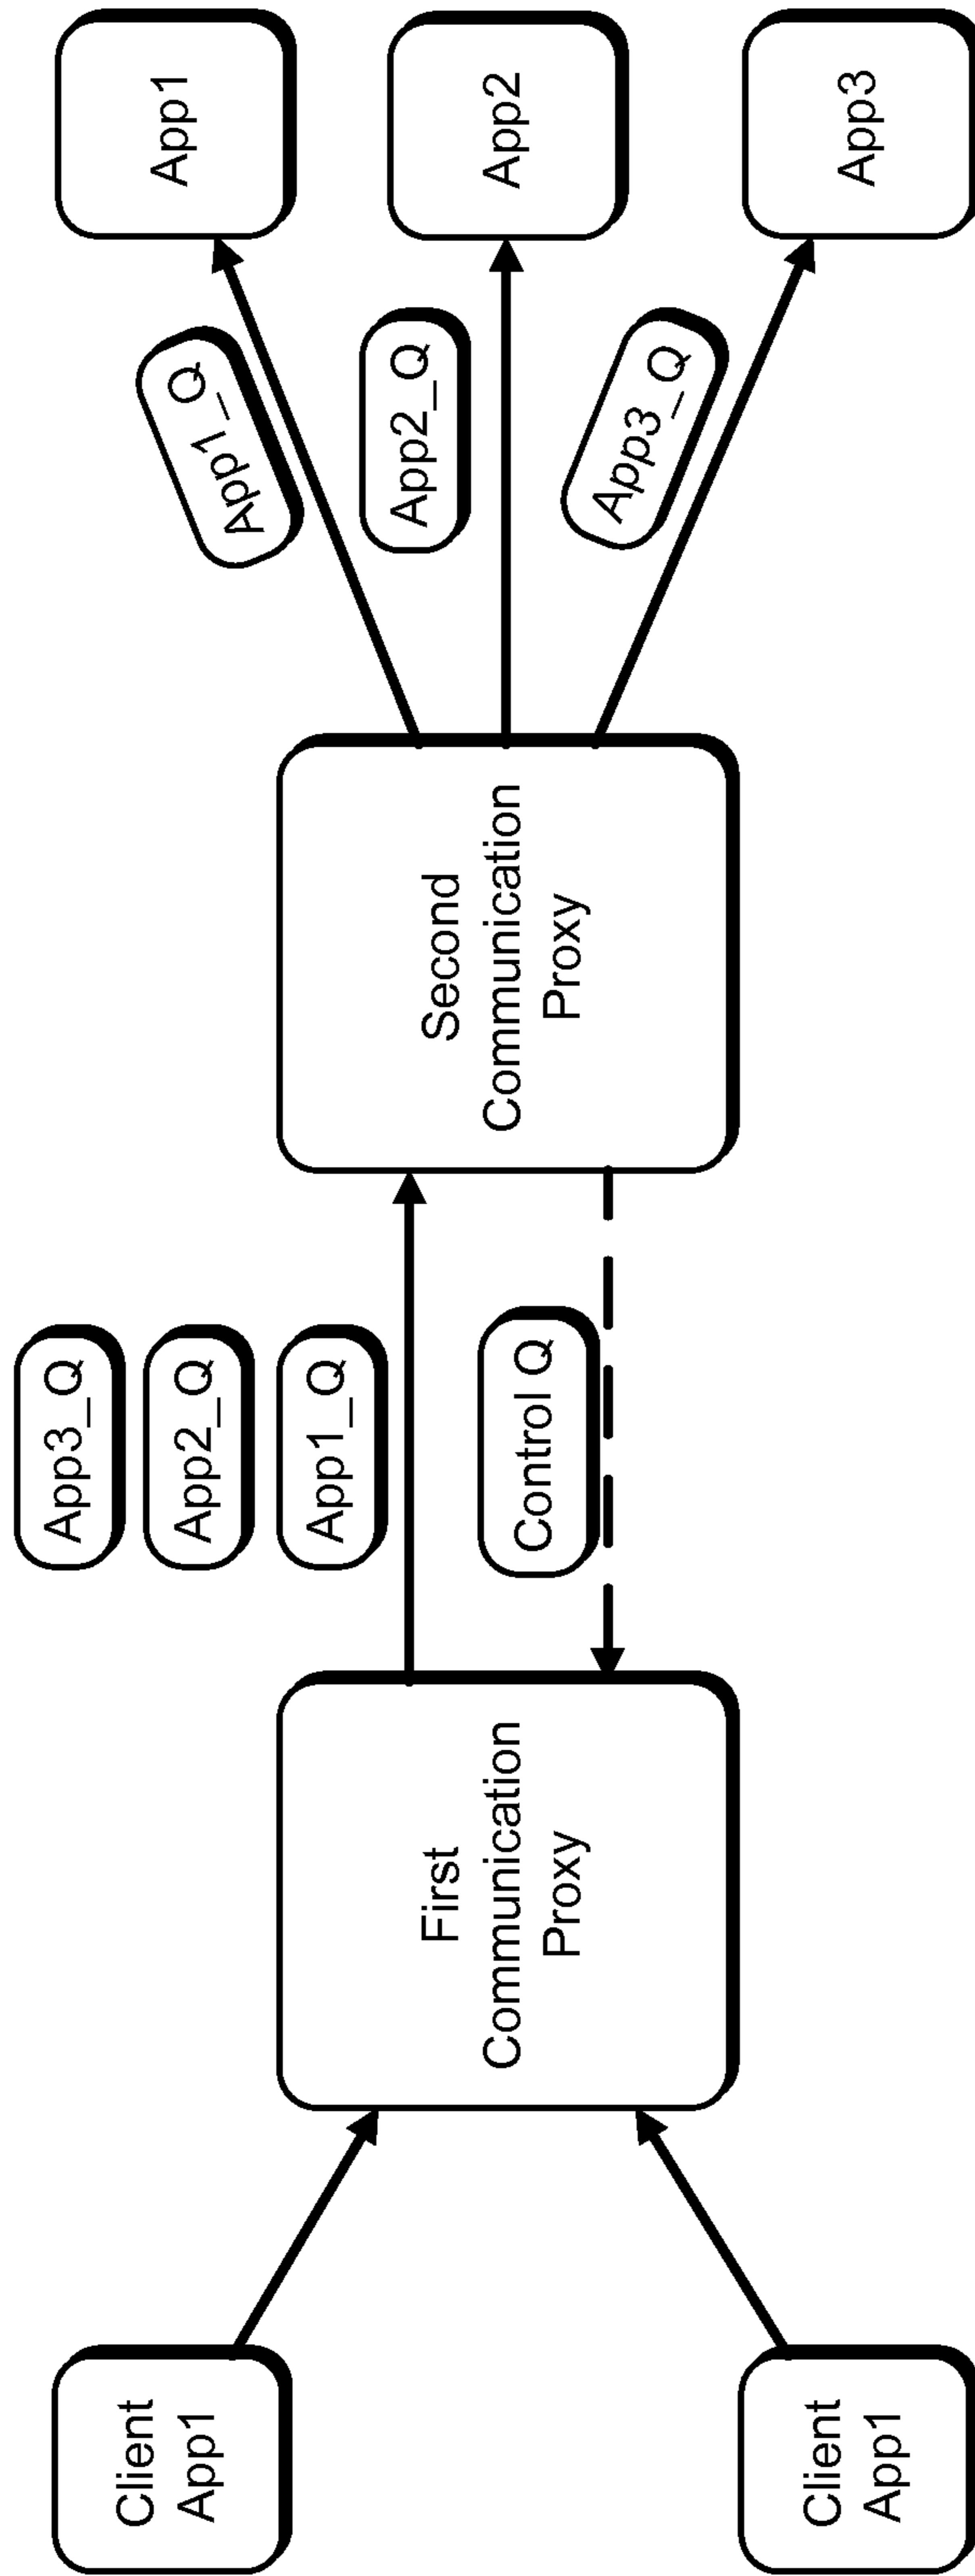 Client
App1
Client
App1
First
Communication
Proxy
App3_Q
App2_Q
App1_Q
Control Q
Second
Communication
Proxy
App1_Q
App2_Q
App3_Q
App1
App2
App3